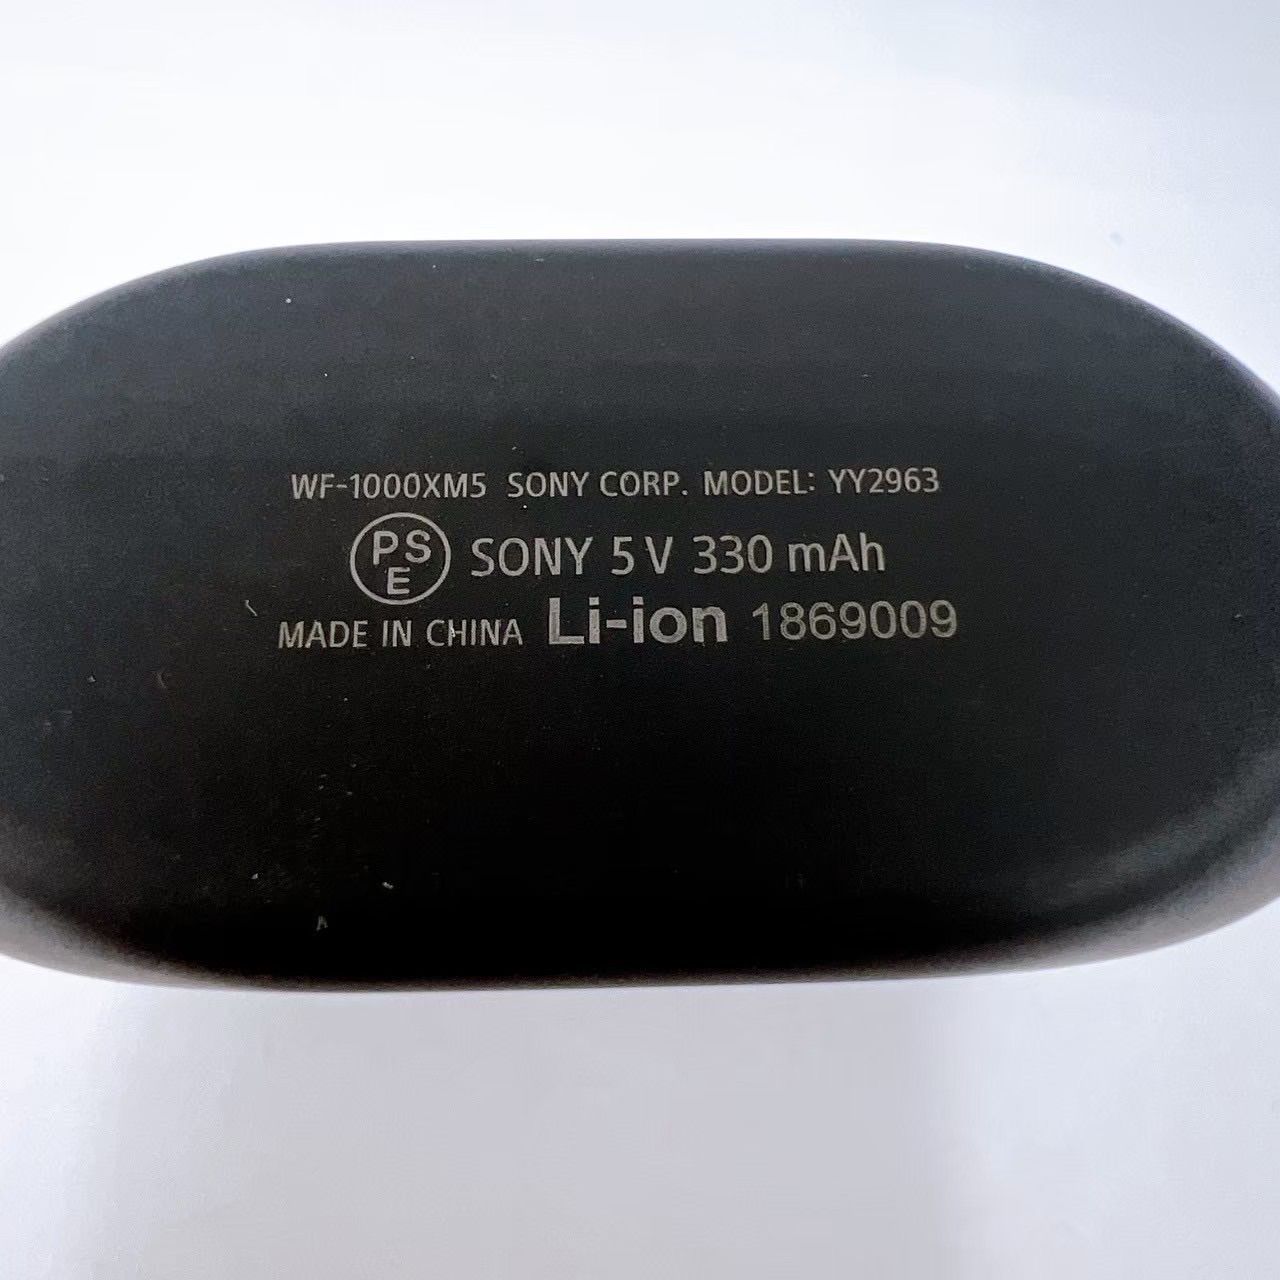 WF-1000XM5 SONY CORP. MODEL: YY2963
PSE SONY 5 V 330 mAh
MADE IN CHINA Li-ion 1869009